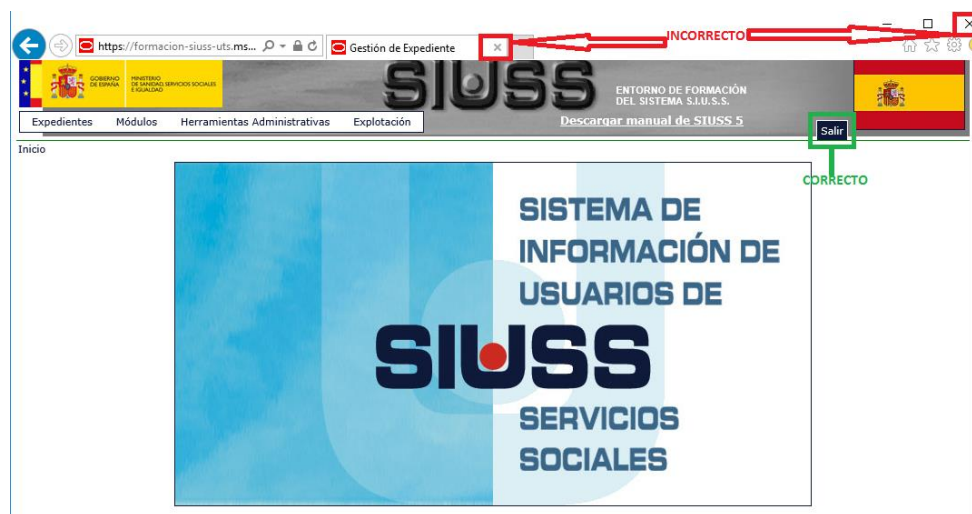 INCORRECTO
https://formacion-siuss-uts.ms...
Gestión de Expediente
GOBIERNO
DE ESPAÑA
MINISTERIO
DE SANIDAD, SERVICIOS SOCIALES
E IGUALDAD
SIUSS
ENTORNO DE FORMACIÓN
DEL SISTEMA S.I.U.S.S.
Expedientes Módulos Herramientas Administrativas Explotación
Descargar manual de SIUSS 5
Salir
Inicio
CORRECTO
SISTEMA DE
INFORMACIÓN DE
USUARIOS DE
SIUSS
SERVICIOS
SOCIALES